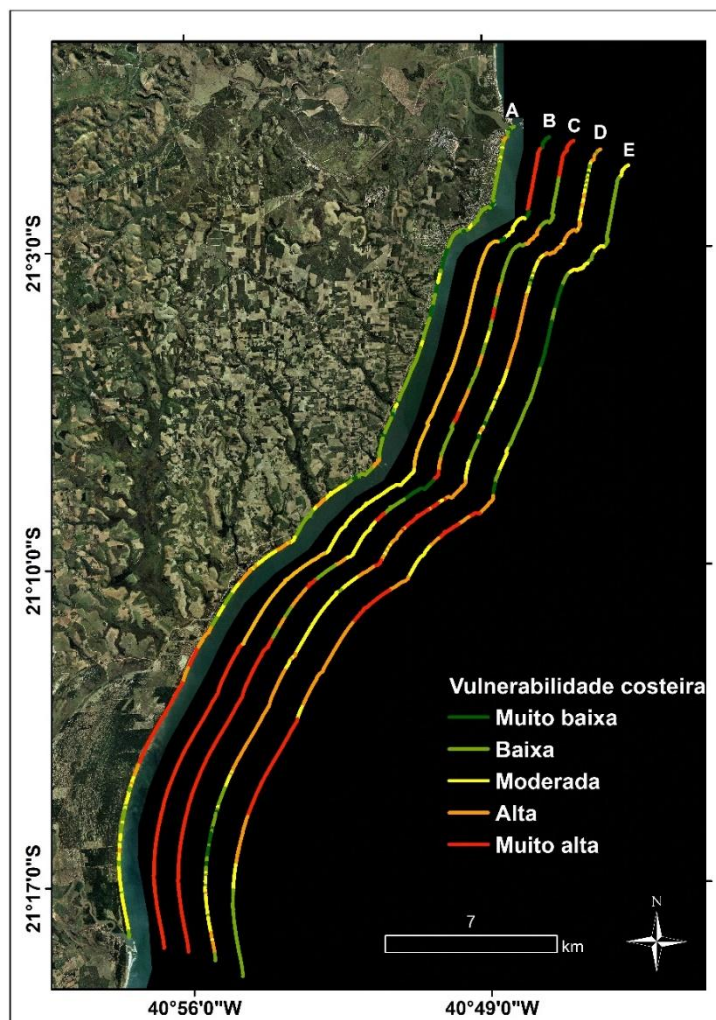 A
B
C
D
E
21°3'0"S
21°10'0"S
21°17'0"S
Vulnerabilidade costeira
Muito baixa
Baixa
Moderada
Alta
Muito alta
7
km
N
40°56'0"W
40°49'0"W